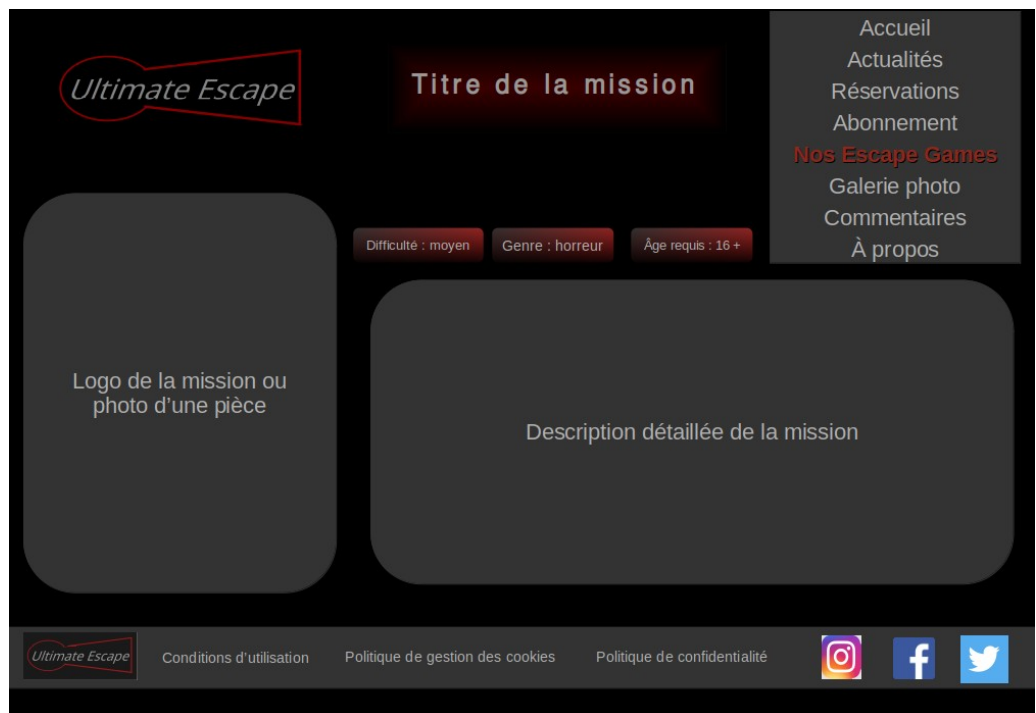 Ultimate Escape
Titre de la mission
Accueil
Actualités
Réservations
Abonnement
Nos Escape Games
Galerie photo
Commentaires
À propos
Difficulté : moyen
Genre : horreur
Âge requis : 16 +
Logo de la mission ou
photo d’une pièce
Description détaillée de la mission
Ultimate Escape
Conditions d’utilisation
Politique de gestion des cookies
Politique de confidentialité